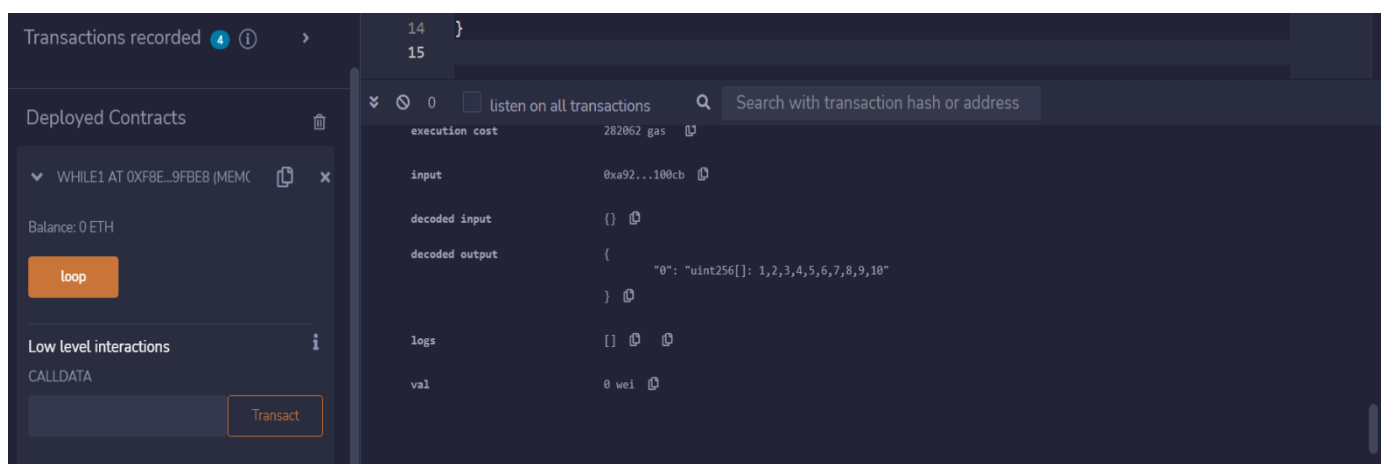 Transactions recorded 4 i >
Deployed Contracts
WHILE1 AT 0XF8E...9FBE8 (MEMC
Balance: 0 ETH
loop
Low level interactions
i
CALLDATA
Transact
14 }
15
0 listen on all transactions Search with transaction hash or address
execution cost 282062 gas
input 0xa92...100cb
decoded input {}
decoded output {
"0": "uint256[]: 1,2,3,4,5,6,7,8,9,10"
}
logs []
val 0 wei